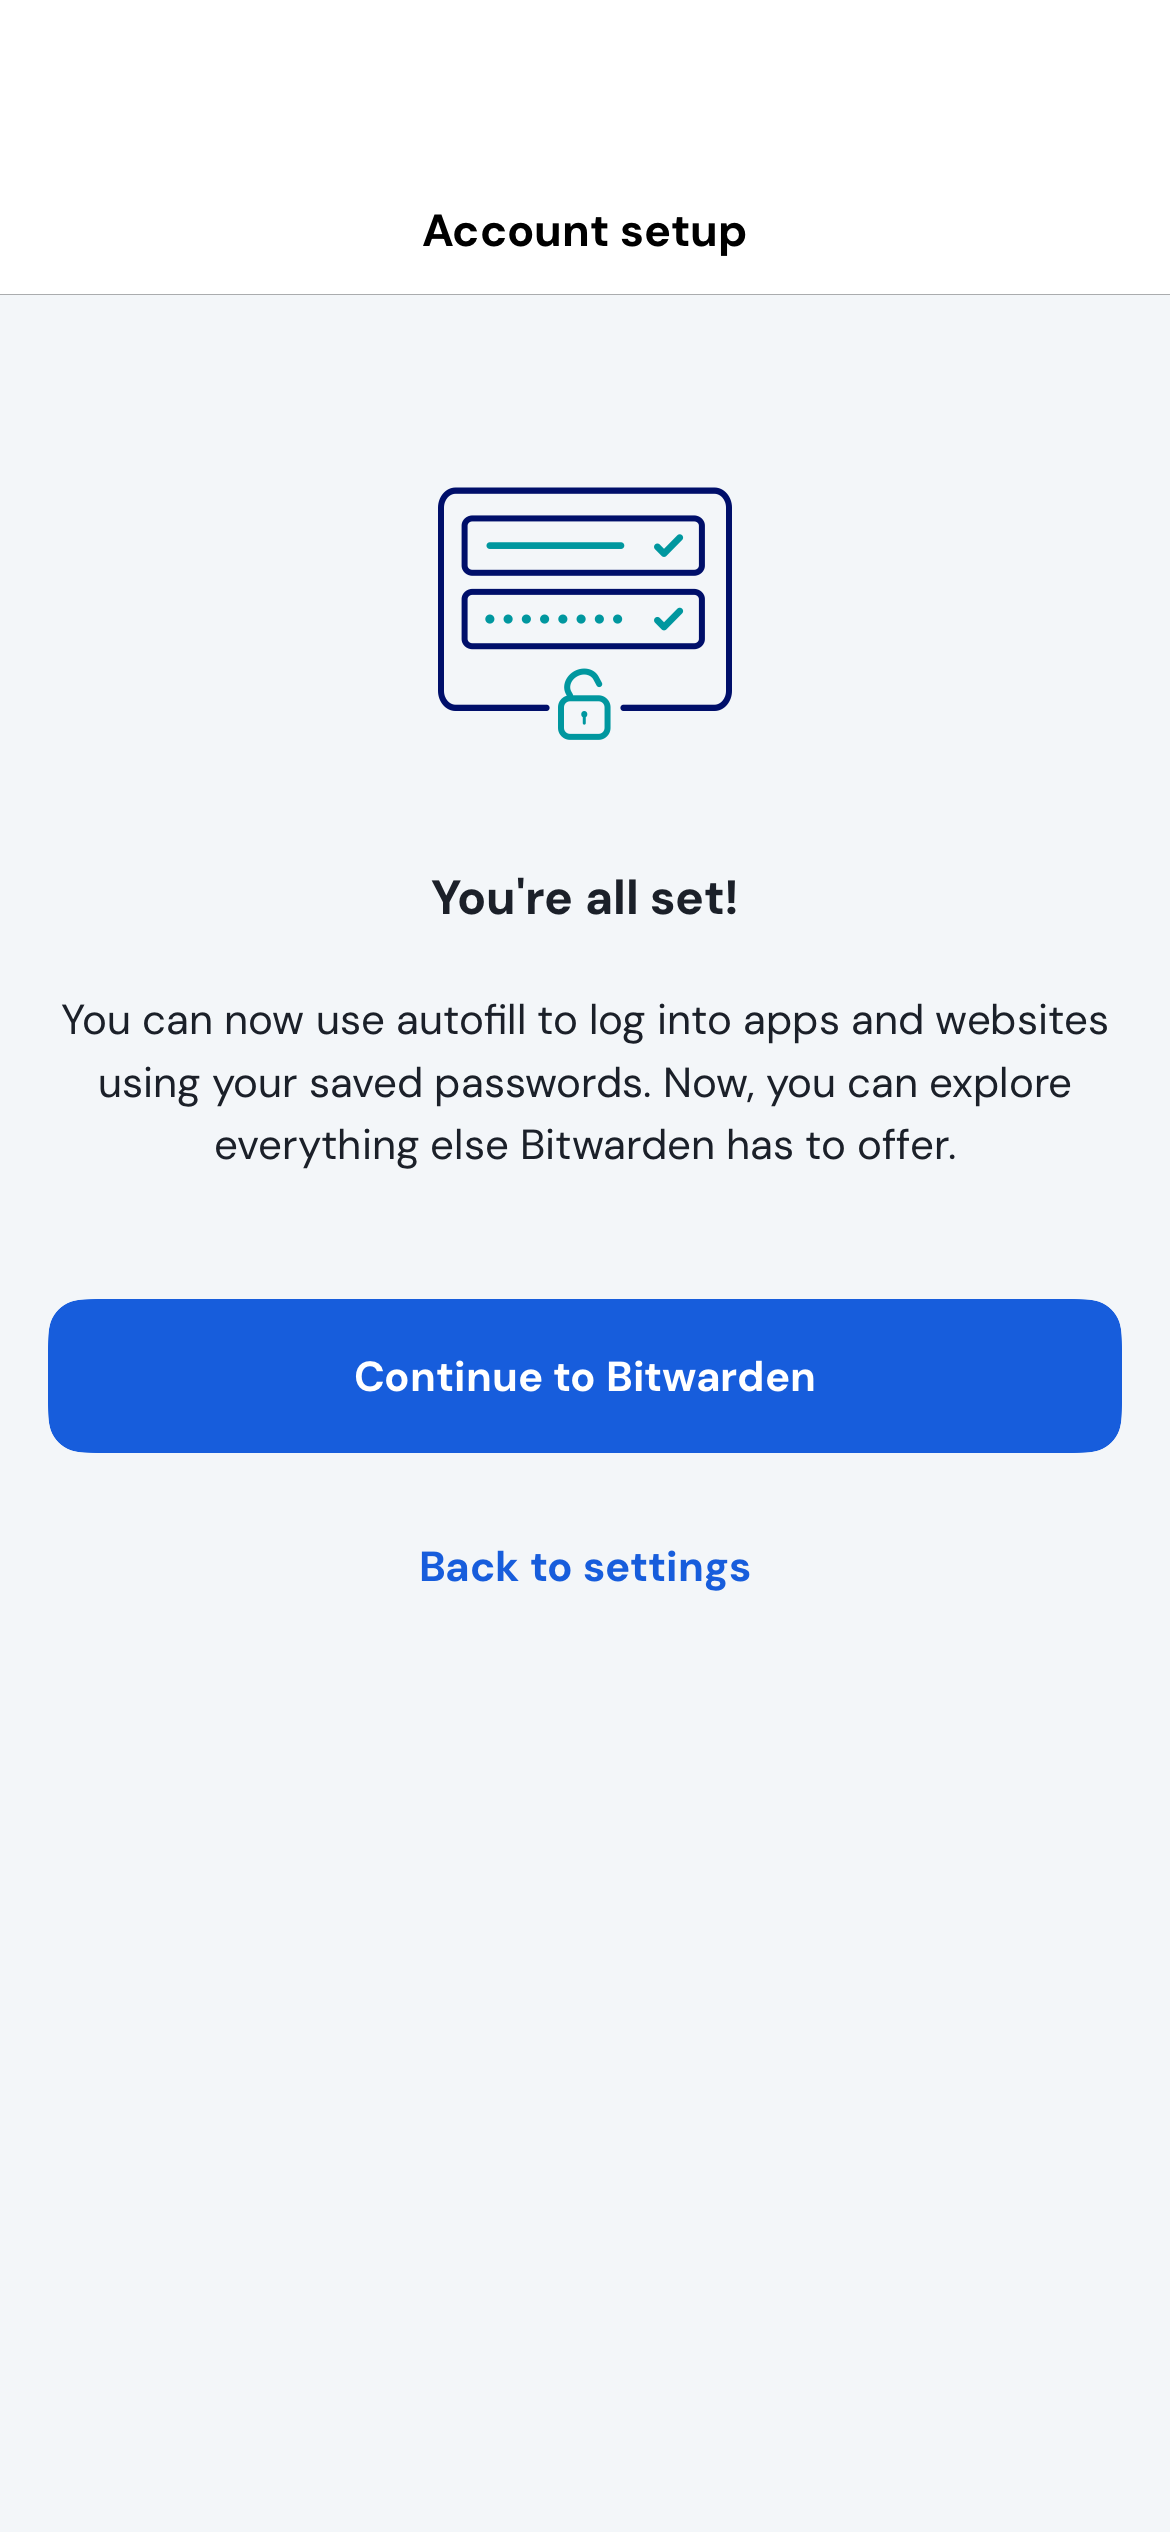 Account setup
You're all set!
You can now use autofill to log into apps and websites
using your saved passwords. Now, you can explore
everything else Bitwarden has to offer.
Continue to Bitwarden
Back to settings